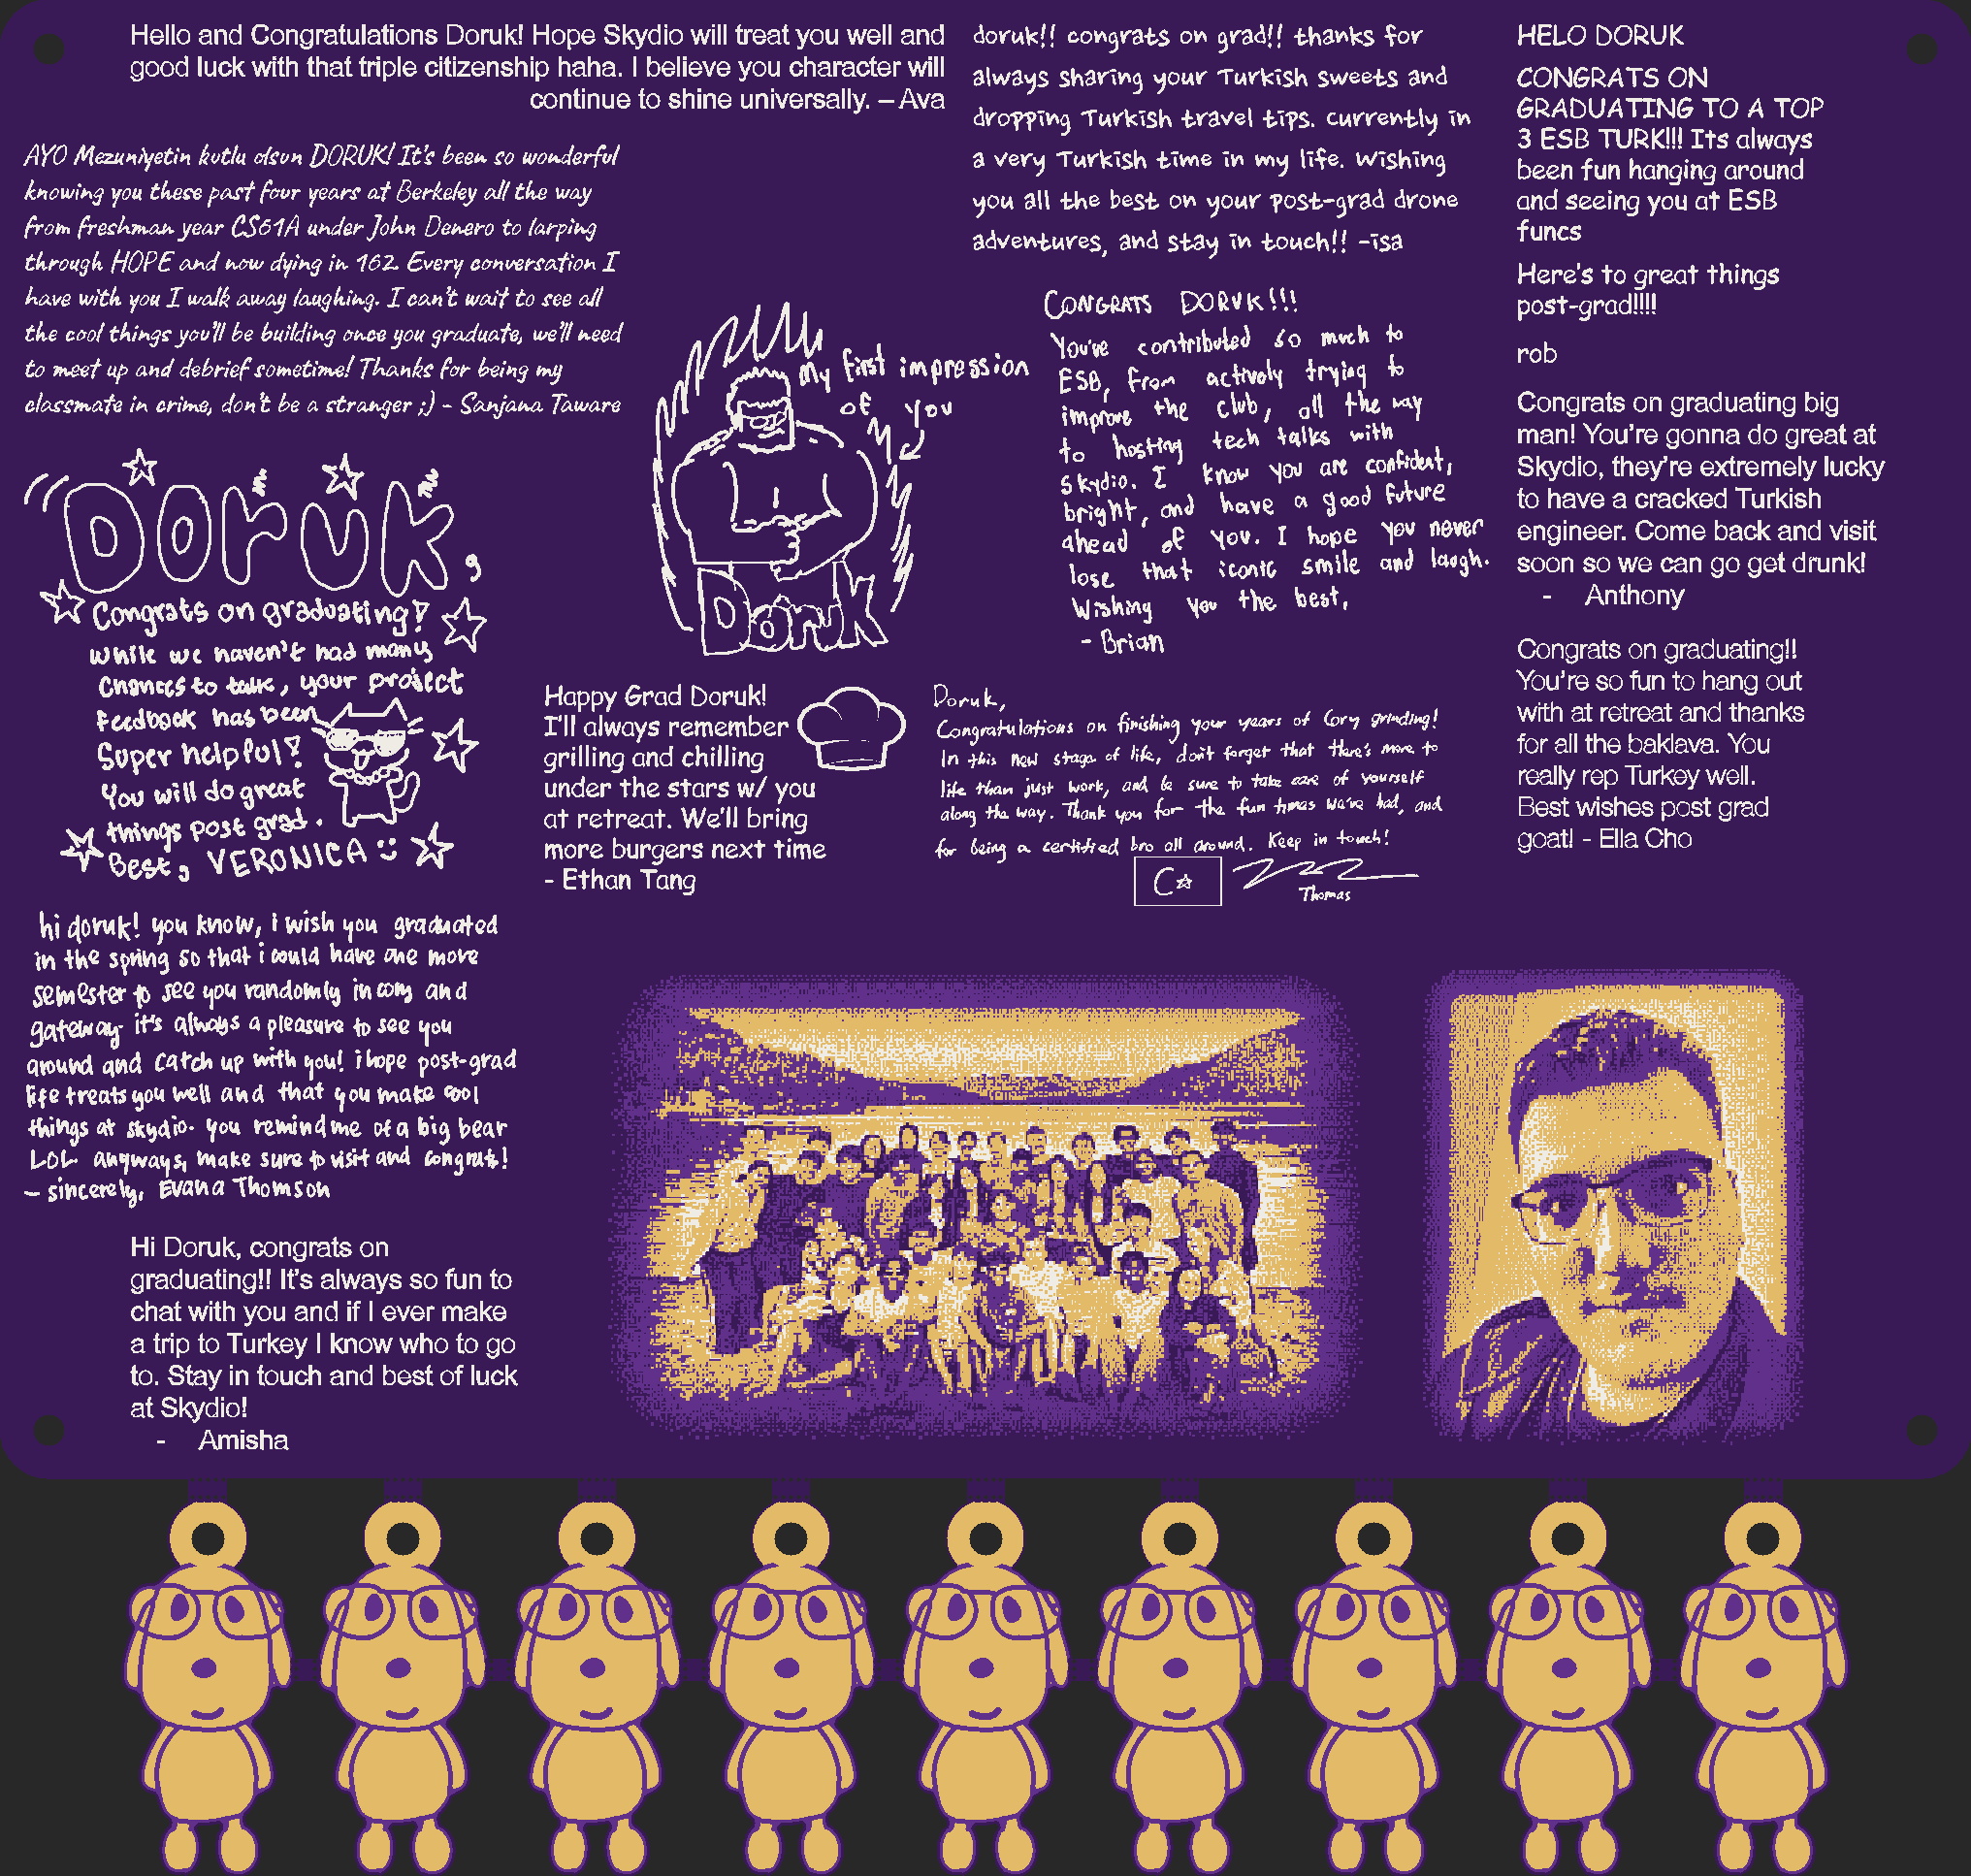 Hello and Congratulations Doruk! Hope Skydio will treat you well and
good luck with that triple citizenship haha. I believe you character will
continue to shine universally. – Ava
doruk!! congrats on grad!! thanks for
always sharing your Turkish sweets and
dropping Turkish travel tips. currently in
a very Turkish time in my life. wishing
you all the best on your post-grad drone
adventures, and stay in touch!! -isa
HELO DORUK
CONGRATS ON
GRADUATING TO A TOP
3 ESB TURK!!! Its always
been fun hanging around
and seeing you at ESB
funcs
Here's to great things
post-grad!!!!
rob
AYO Mezuniyetin kutlu olsun DORUK! It's been so wonderful
knowing you these past four years at Berkeley all the way
from freshman year CS61A under John Denero to larping
through HOPE and now dying in 162. Every conversation I
have with you I walk away laughing. I can't wait to see all
the cool things you'll be building once you graduate, we'll need
to meet up and debrief sometime! Thanks for being my
classmate in crime, don't be a stranger ;) - Sanjana Taware
My first impression
of you
Doruk
CONGRATS DORUK!!!
You've contributed so much to
ESB, from actively trying to
improve the club, all the way
to hosting tech talks with
Skydio. I know you are confident,
bright, and have a good future
ahead of you. I hope you never
lose that iconic smile and laugh.
Wishing you the best,
- Brian
Congrats on graduating big
man! You're gonna do great at
Skydio, they're extremely lucky
to have a cracked Turkish
engineer. Come back and visit
soon so we can go get drunk!
- Anthony
Doruk,
Congrats on graduating!
While we haven't had many
chances to talk, your project
feedback has been
super helpful!
You will do great
things post grad.
Best, VERONICA :)
Happy Grad Doruk!
I'll always remember
grilling and chilling
under the stars w/ you
at retreat. We'll bring
more burgers next time
- Ethan Tang
Doruk,
Congratulations on finishing your years of Cory grinding!
In this new stage of life, don't forget that there's more to
life than just work, and be sure to take care of yourself
along the way. Thank you for the fun times we've had, and
for being a certified bro all around. Keep in touch!
Thomas
Congrats on graduating!!
You're so fun to hang out
with at retreat and thanks
for all the baklava. You
really rep Turkey well.
Best wishes post grad
goat! - Ella Cho
hi doruk! you know, i wish you graduated
in the spring so that i could have one more
semester to see you randomly in cory and
gateway. it's always a pleasure to see you
around and catch up with you! i hope post-grad
life treats you well and that you make cool
things at skydio. you remind me of a big bear
LOL. anyways, make sure to visit and congrats!
– sincerely, Evana Thomson
Hi Doruk, congrats on
graduating!! It's always so fun to
chat with you and if I ever make
a trip to Turkey I know who to go
to. Stay in touch and best of luck
at Skydio!
- Amisha